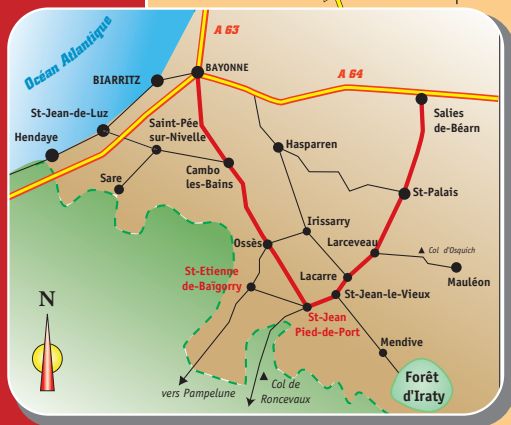 A 63
Océan Atlantique
BIARRITZ
BAYONNE
A 64
St-Jean-de-Luz
Salies
de-Béarn
Saint-Pée
sur-Nivelle
Hendaye
Hasparren
Sare
Cambo
les-Bains
St-Palais
Irissarry
Ossès
Larceveau
Col d'Osquich
St-Etienne
de-Baïgorry
Lacarre
Mauléon
St-Jean-le-Vieux
N
St-Jean
Pied-de-Port
Mendive
Forêt
d'Iraty
vers Pampelune
Col de
Roncevaux